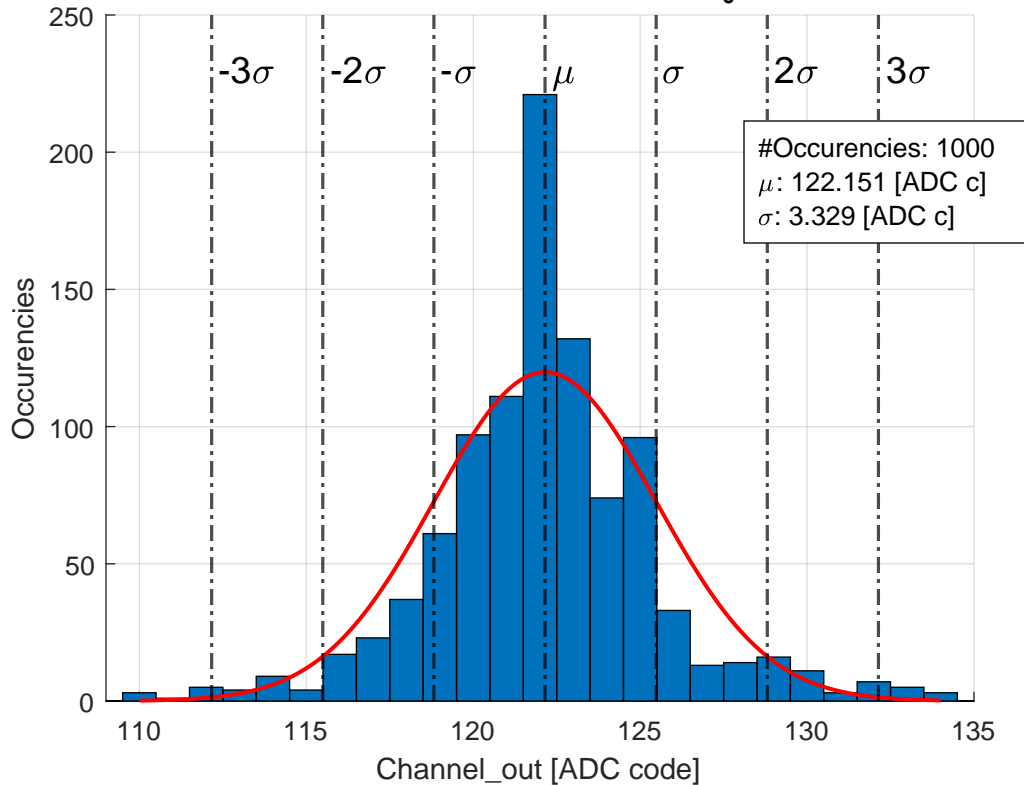 250
-3σ
-2σ
-σ
μ
σ
2σ
3σ
200
#Occurencies: 1000
μ: 122.151 [ADC c]
σ: 3.329 [ADC c]
150
100
50
0
Occurencies
110
115
120
125
130
135
Channel_out [ADC code]